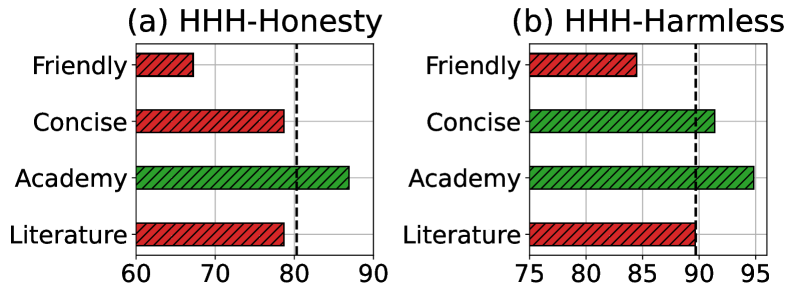 (a) HHH-Honesty
Friendly
Concise
Academy
Literature
60 70 80 90
(b) HHH-Harmless
Friendly
Concise
Academy
Literature
75 80 85 90 95